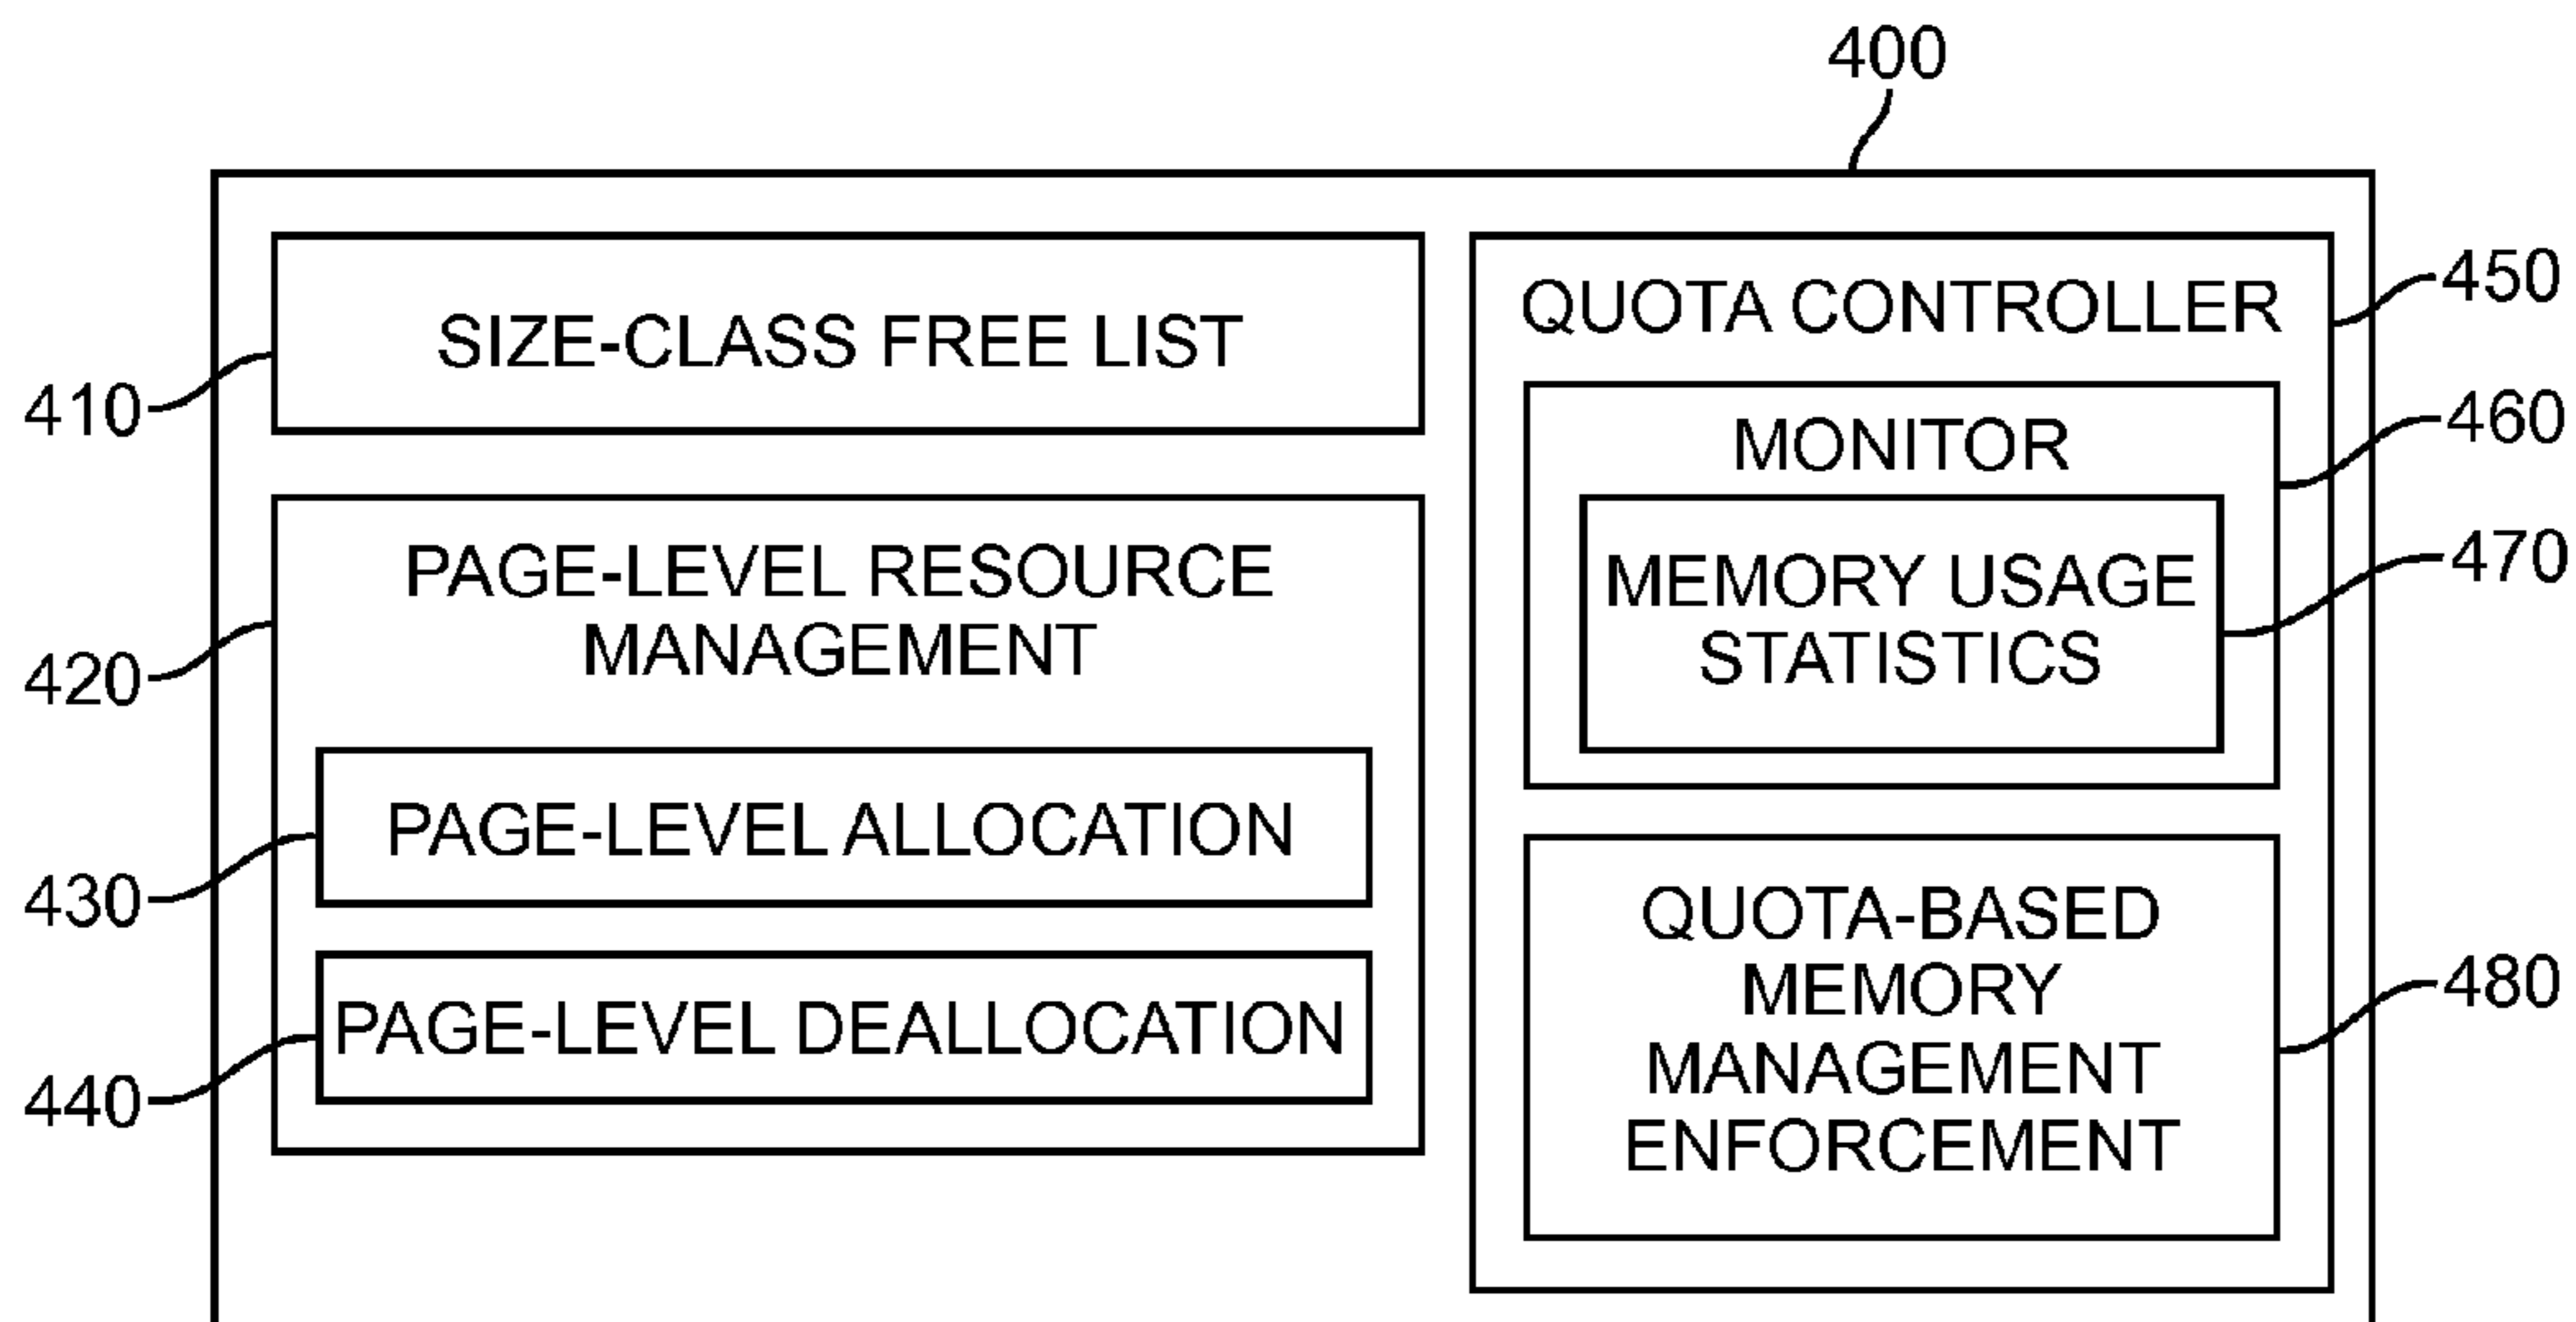 400
SIZE-CLASS FREE LIST
410
PAGE-LEVEL RESOURCE
MANAGEMENT
420
PAGE-LEVEL ALLOCATION
430
PAGE-LEVEL DEALLOCATION
440
QUOTA CONTROLLER
450
MONITOR
460
MEMORY USAGE
STATISTICS
470
QUOTA-BASED
MEMORY
MANAGEMENT
ENFORCEMENT
480